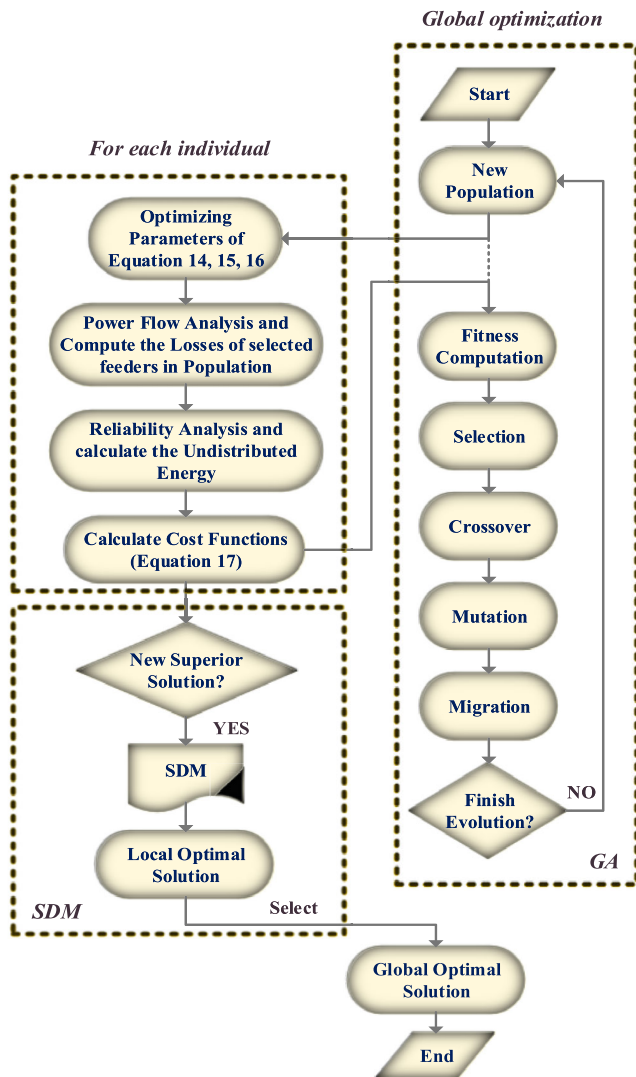 Global optimization
Start
New
Population
For each individual
Optimizing
Parameters of
Equation 14, 15, 16
Power Flow Analysis and
Compute the Losses of selected
feeders in Population
Reliability Analysis and
calculate the Undistributed
Energy
Calculate Cost Functions
(Equation 17)
Fitness
Computation
Selection
Crossover
Mutation
Migration
Finish
Evolution?
NO
GA
New Superior
Solution?
YES
SDM
Local Optimal
Solution
SDM
Select
Global Optimal
Solution
End